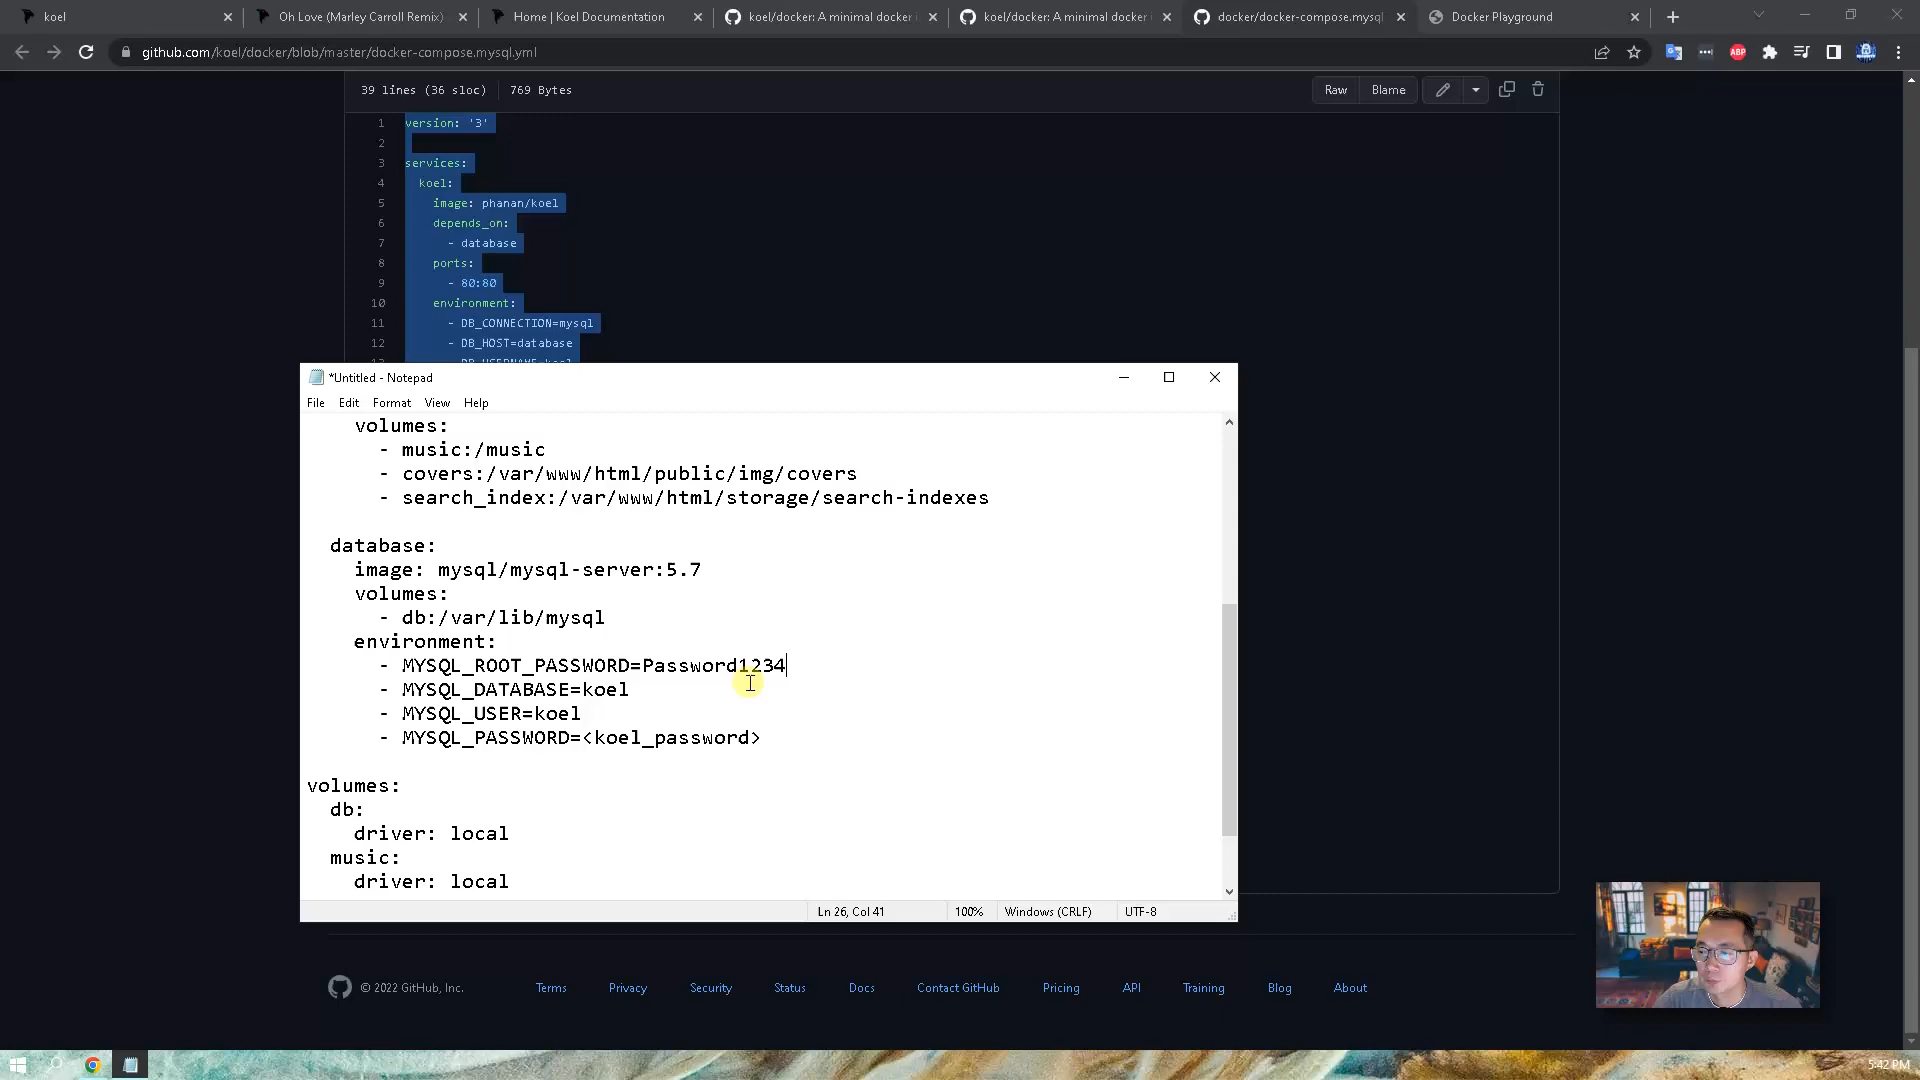 koel
Oh Love (Marley Carroll Remix)
Home | Koel Documentation
koel/docker: A minimal docker i
koel/docker: A minimal docker i
docker/docker-compose.mysql
Docker Playground
github.com/koel/docker/blob/master/docker-compose.mysql.yml
ABP
39 lines (36 sloc) 769 Bytes
Raw Blame
1 version: '3'
2
3 services:
4 koel:
5 image: phanan/koel
6 depends_on:
7 - database
8 ports:
9 - 80:80
10 environment:
11 - DB_CONNECTION=mysql
12 - DB_HOST=database
*Untitled - Notepad
File Edit Format View Help
volumes:
- music:/music
- covers:/var/www/html/public/img/covers
- search_index:/var/www/html/storage/search-indexes
database:
image: mysql/mysql-server:5.7
volumes:
- db:/var/lib/mysql
environment:
- MYSQL_ROOT_PASSWORD=Password1234
- MYSQL_DATABASE=koel
- MYSQL_USER=koel
- MYSQL_PASSWORD=<koel_password>
volumes:
db:
driver: local
music:
driver: local
Ln 26, Col 41 100% Windows (CRLF) UTF-8
© 2022 GitHub, Inc. Terms Privacy Security Status Docs Contact GitHub Pricing API Training Blog About
5:42 PM